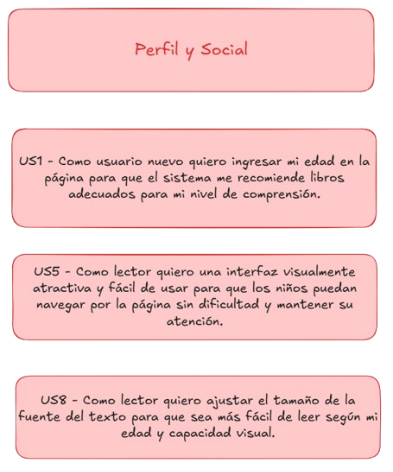 Perfil y Social
US1 - Como usuario nuevo quiero ingresar mi edad en la
página para que el sistema me recomiende libros
adecuados para mi nivel de comprensión.
US5 - Como lector quiero una interfaz visualmente
atractiva y fácil de usar para que los niños puedan
navegar por la página sin dificultad y mantener su
atención.
US8 - Como lector quiero ajustar el tamaño de la
fuente del texto para que sea más fácil de leer según mi
edad y capacidad visual.